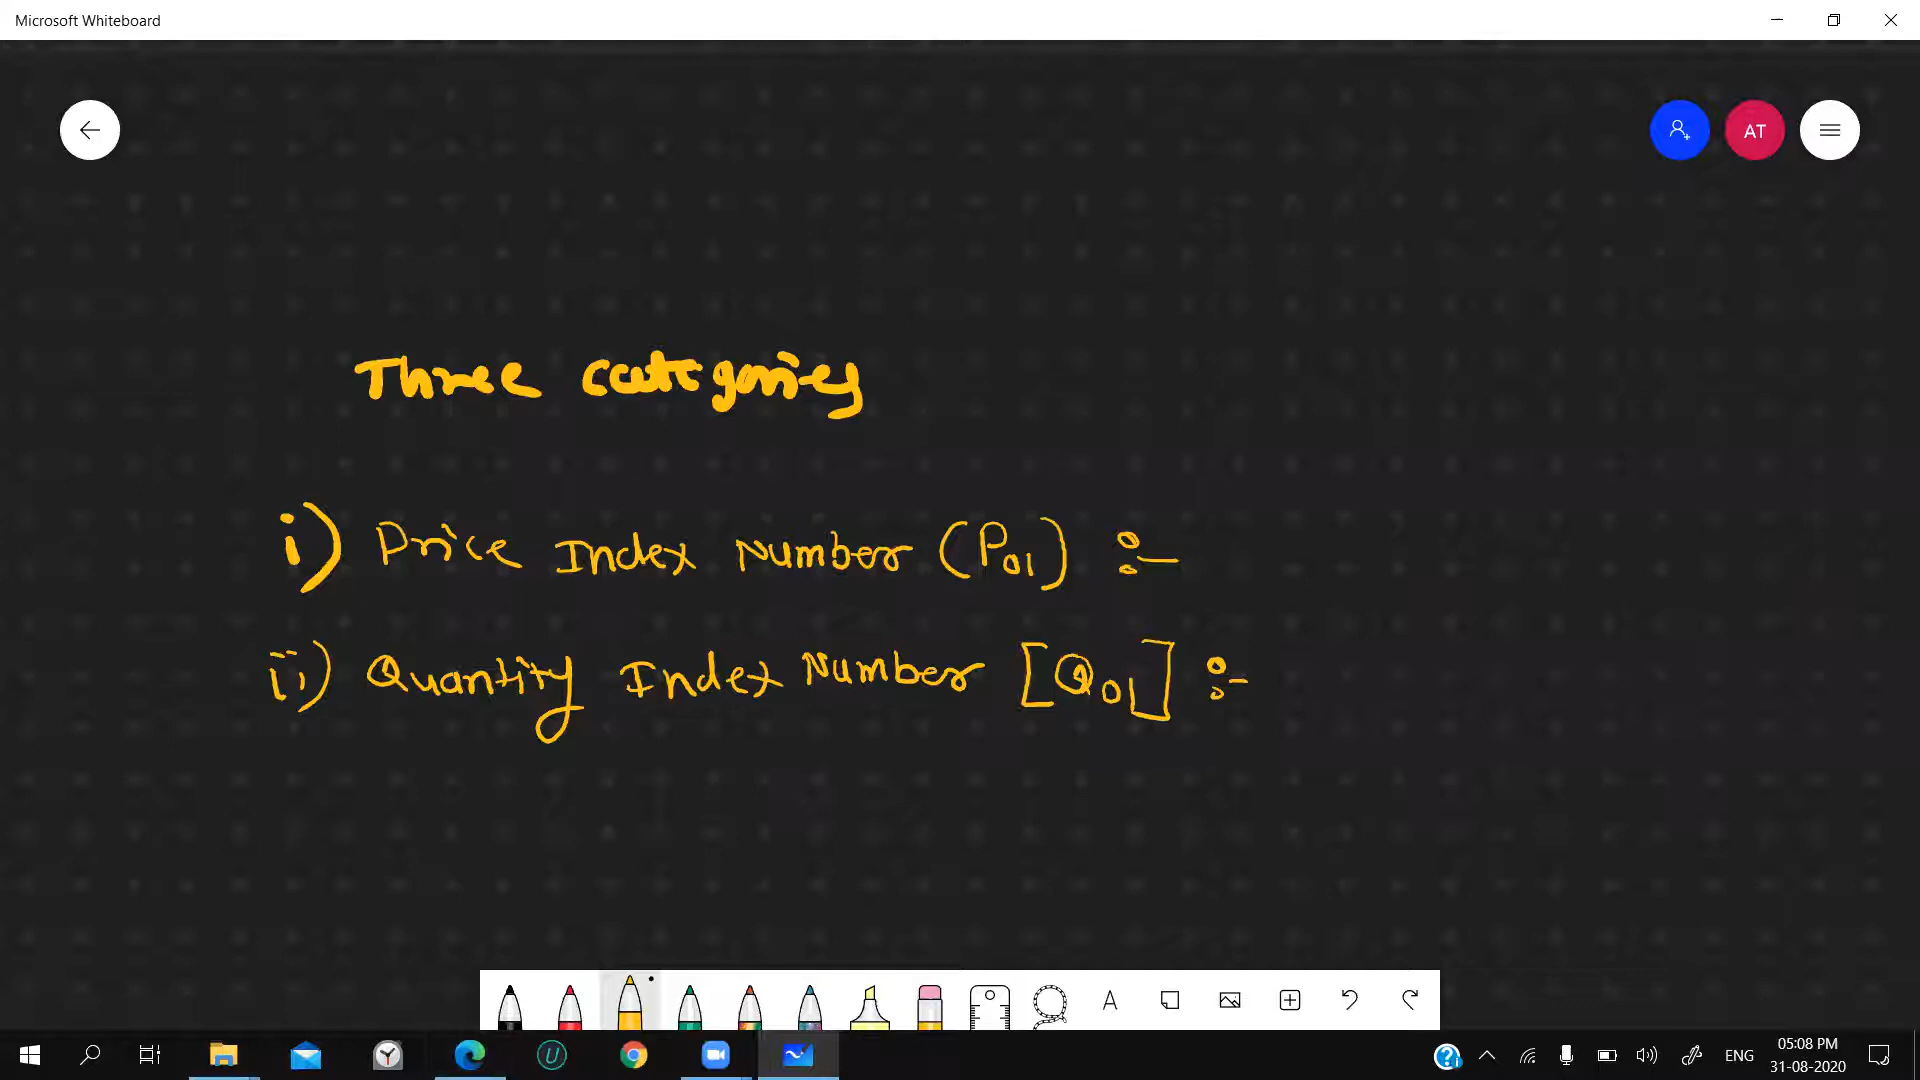 Microsoft Whiteboard
AT
Three categories
i) Price Index Number (P01) :-
ii) Quantity Index Number [Q01] :-
A
ENG
05:08 PM
31-08-2020